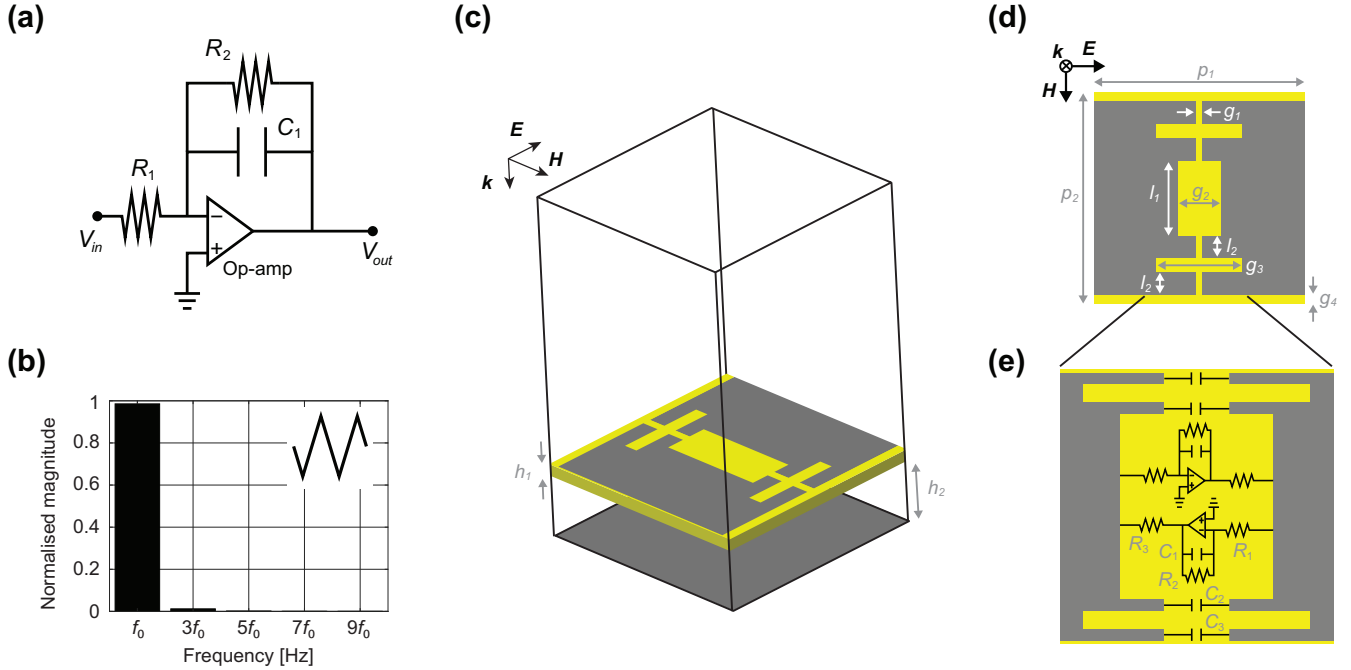 (a)
R2
C1
R1
Vin
Vout
Op-amp
(b)
Normalised magnitude
1
0.8
0.6
0.4
0.2
0
f0 3f0 5f0 7f0 9f0
Frequency [Hz]
(c)
E
H
k
h1
h2
(d)
k E
H
p1
g1
p2
l1
g2
l2
g3
l2
g4
(e)
R3
C1
R1
R2
C2
C3